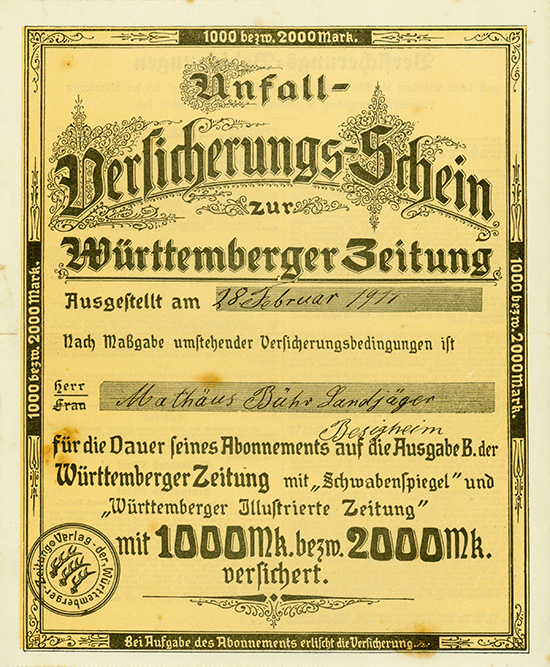 1000 bezw. 2000 Mark.
Unfall-
Versicherungs-Schein
zur
Württemberger Zeitung
Ausgestellt am 28 Februar 1911
Nach Maßgabe umstehender Versicherungsbedingungen ist
Herr
Frau
Mathäus Bühr Landjäger
Besigheim
für die Dauer seines Abonnements auf die Ausgabe B. der
Württemberger Zeitung mit „Schwabenspiegel" und
„Württemberger Illustrierte Zeitung"
mit 1000 Mk. bezw. 2000 Mk.
versichert.
1000 bezw. 2000 Mark.
1000 bezw. 2000 Mark.
Verlag der Württemberger-Zeitung
Bei Aufgabe des Abonnements erlischt die Versicherung.